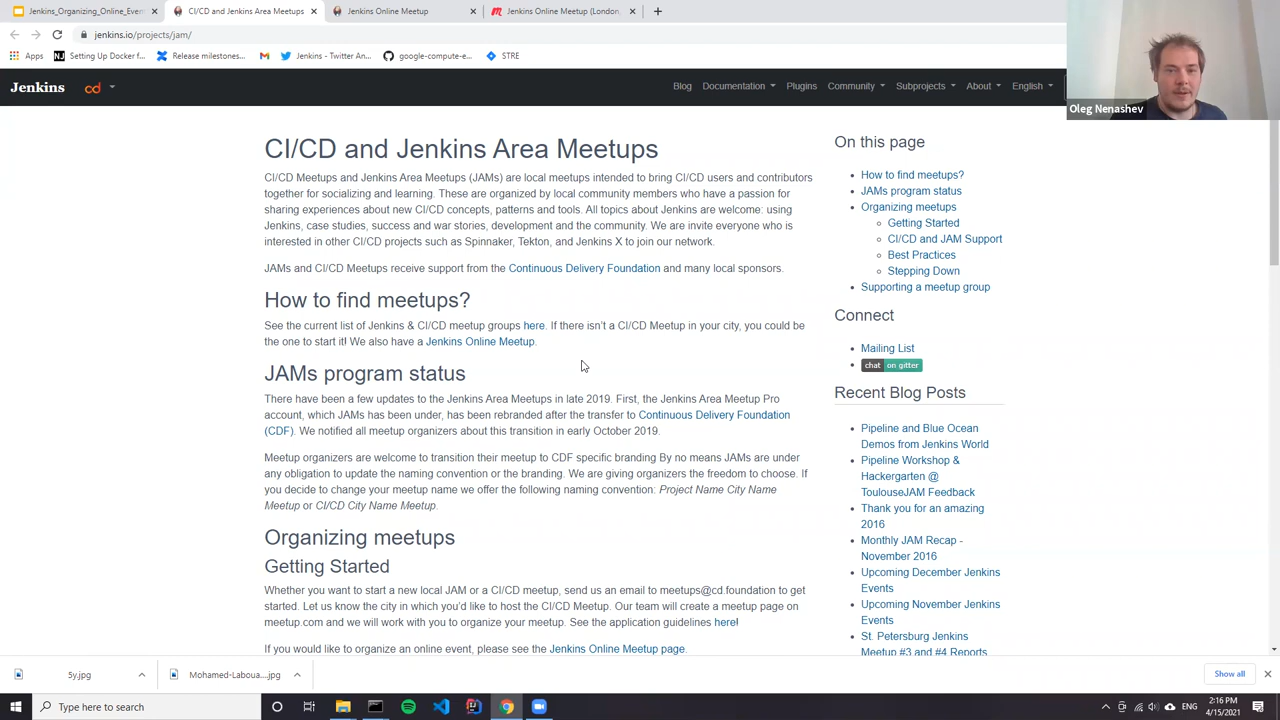 Jenkins_Organizing_Online_Even
CI/CD and Jenkins Area Meetups
Jenkins Online Meetup
Jenkins Online Meetup (London,
jenkins.io/projects/jam/
Apps
Setting Up Docker f...
Release milestones...
Jenkins - Twitter An...
google-compute-e...
STRE
Oleg Nenashev
Jenkins
cd
Blog
Documentation
Plugins
Community
Subprojects
About
English
CI/CD and Jenkins Area Meetups
CI/CD Meetups and Jenkins Area Meetups (JAMs) are local meetups intended to bring CI/CD users and contributors
together for socializing and learning. These are organized by local community members who have a passion for
sharing experiences about new CI/CD concepts, patterns and tools. All topics about Jenkins are welcome: using
Jenkins, case studies, success and war stories, development and the community. We are invite everyone who is
interested in other CI/CD projects such as Spinnaker, Tekton, and Jenkins X to join our network.
JAMs and CI/CD Meetups receive support from the Continuous Delivery Foundation and many local sponsors.
How to find meetups?
See the current list of Jenkins & CI/CD meetup groups here. If there isn't a CI/CD Meetup in your city, you could be
the one to start it! We also have a Jenkins Online Meetup.
JAMs program status
There have been a few updates to the Jenkins Area Meetups in late 2019. First, the Jenkins Area Meetup Pro
account, which JAMs has been under, has been rebranded after the transfer to Continuous Delivery Foundation
(CDF). We notified all meetup organizers about this transition in early October 2019.
Meetup organizers are welcome to transition their meetup to CDF specific branding By no means JAMs are under
any obligation to update the naming convention or the branding. We are giving organizers the freedom to choose. If
you decide to change your meetup name we offer the following naming convention: Project Name City Name
Meetup or CI/CD City Name Meetup.
Organizing meetups
Getting Started
Whether you want to start a new local JAM or a CI/CD meetup, send us an email to meetups@cd.foundation to get
started. Let us know the city in which you'd like to host the CI/CD Meetup. Our team will create a meetup page on
meetup.com and we will work with you to organize your meetup. See the application guidelines here!
If you would like to organize an online event, please see the Jenkins Online Meetup page.
On this page
How to find meetups?
JAMs program status
Organizing meetups
Getting Started
CI/CD and JAM Support
Best Practices
Stepping Down
Supporting a meetup group
Connect
Mailing List
chat on gitter
Recent Blog Posts
Pipeline and Blue Ocean
Demos from Jenkins World
Pipeline Workshop &
Hackergarten @
ToulouseJAM Feedback
Thank you for an amazing
2016
Monthly JAM Recap -
November 2016
Upcoming December Jenkins
Events
Upcoming November Jenkins
Events
St. Petersburg Jenkins
Meetup #3 and #4 Reports
5y.jpg
Mohamed-Laboua....jpg
Show all
Type here to search
ENG
2:16 PM
4/15/2021